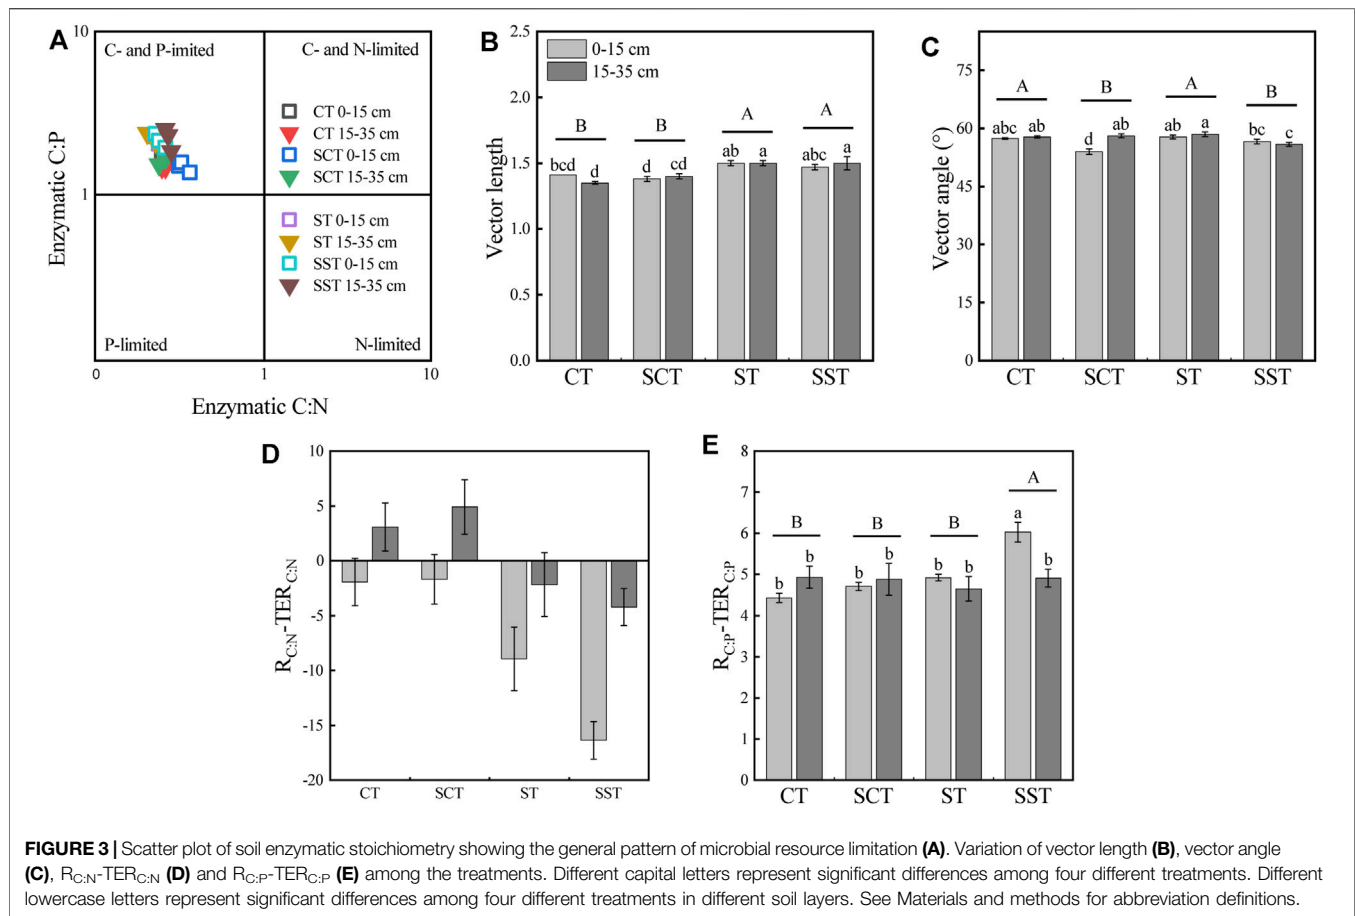 A
10
C- and P-imited
C- and N-limited
CT 0-15 cm
CT 15-35 cm
SCT 0-15 cm
SCT 15-35 cm
1
ST 0-15 cm
ST 15-35 cm
SST 0-15 cm
SST 15-35 cm
P-limited
N-limited
0
1
10
Enzymatic C:P
Enzymatic C:N
B
2.5
2.0
1.5
1.0
0.5
0.0
Vector length
0-15 cm
15-35 cm
B B A A
bcd d d cd ab a abc a
CT SCT ST SST
C
75
60
45
30
15
0
Vector angle (°)
A B A B
abc ab d ab ab a bc c
CT SCT ST SST
D
10
5
0
-5
-10
-15
-20
RC:N-TERC:N
CT SCT ST SST
E
8
7
6
5
4
3
2
1
0
RC:P-TERC:P
B B B A
b b b b b b a b
CT SCT ST SST
FIGURE 3 | Scatter plot of soil enzymatic stoichiometry showing the general pattern of microbial resource limitation (A). Variation of vector length (B), vector angle
(C), RC:N-TERC:N (D) and RC:P-TERC:P (E) among the treatments. Different capital letters represent significant differences among four different treatments. Different
lowercase letters represent significant differences among four different treatments in different soil layers. See Materials and methods for abbreviation definitions.